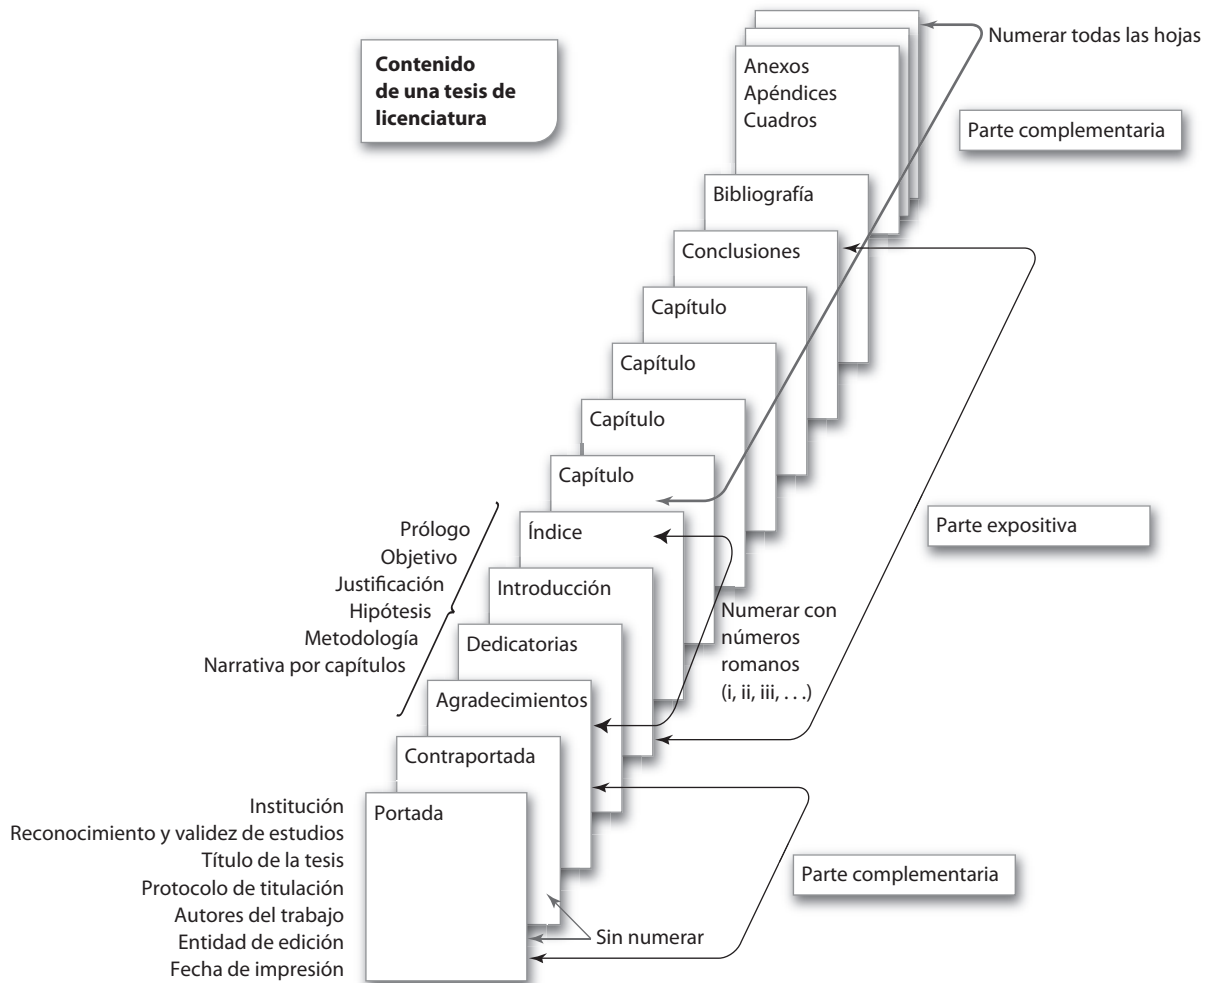 Contenido
de una tesis de
licenciatura
Numerar todas las hojas
Anexos
Apéndices
Cuadros
Parte complementaria
Bibliografía
Conclusiones
Capítulo
Capítulo
Capítulo
Capítulo
Índice
Parte expositiva
Prólogo
Objetivo
Justificación
Hipótesis
Metodología
Narrativa por capítulos
Introducción
Numerar con
números
romanos
(i, ii, iii, . . .)
Dedicatorias
Agradecimientos
Contraportada
Portada
Institución
Reconocimiento y validez de estudios
Título de la tesis
Protocolo de titulación
Autores del trabajo
Entidad de edición
Fecha de impresión
Parte complementaria
Sin numerar